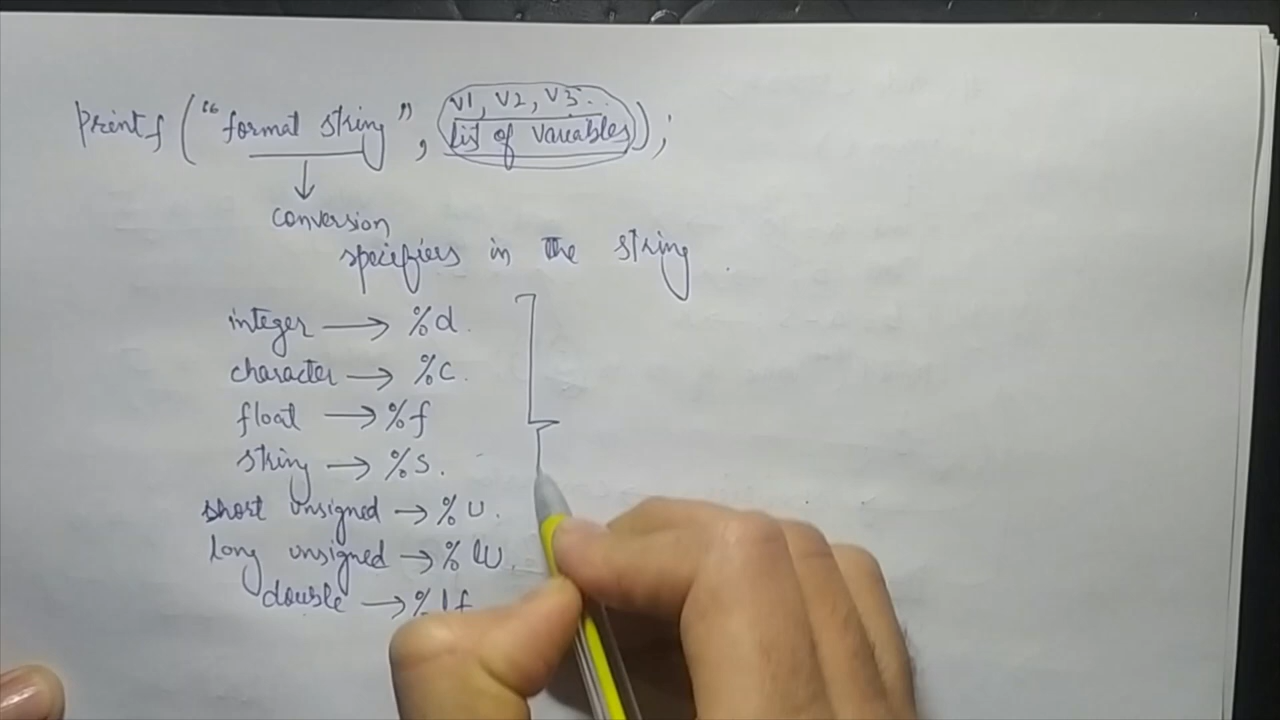 v1, v2, v3..
printf ("format string", list of variables);
conversion
specifiers in the string
integer → %d.
character → %c.
float → %f
string → %s.
short unsigned → %u.
long unsigned → %lu.
double → %lf